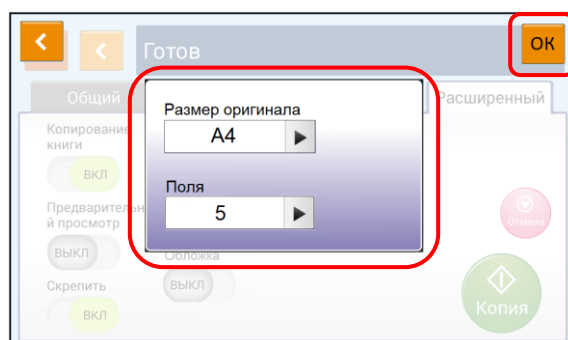 Готов
ОК
Общий
Расширенный
Размер оригинала
A4
Поля
5
Копирование
книги
ВКЛ
Предварительн
й просмотр
ВЫКЛ
Обложка
ВЫКЛ
Скрепить
ВКЛ
Отмена
Копия